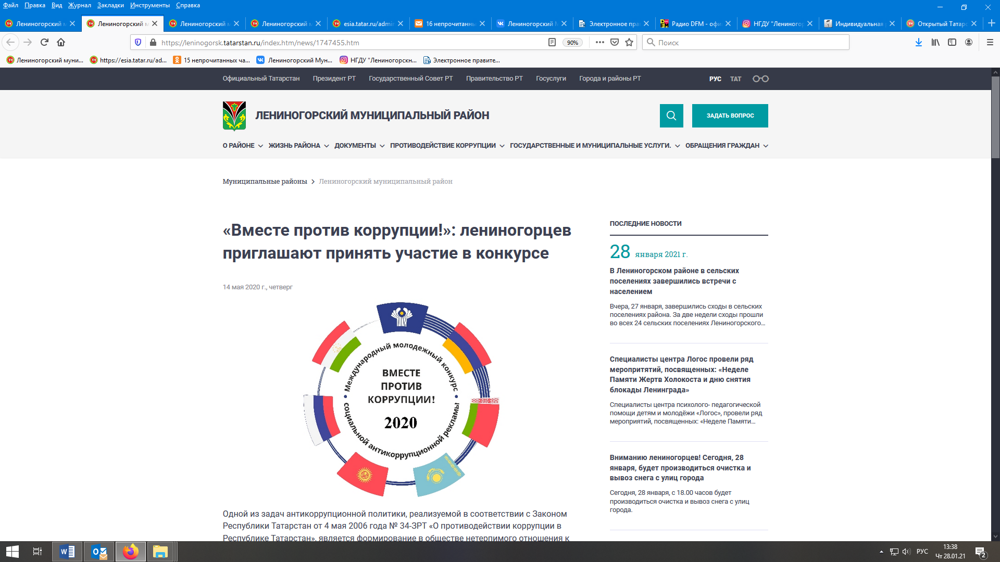 Файл Правка Вид Журнал Закладки Инструменты Справка
Лениногорский м
Лениногорский м
Лениногорский м
Лениногорский м
esia.tatar.ru/admi
16 непрочитанны
Лениногорский М
Электронное пра
Радио DFM - офи
НГДУ "Лениногор
Индивидуальная
Открытый Татарс
https://leninogorsk.tatarstan.ru/index.htm/news/1747455.htm
90%
Поиск
Лениногорский муни...
https://esia.tatar.ru/ad...
15 непрочитанных ча...
Лениногорский Мун...
НГДУ "Лениногорскн...
Электронное правите...
Официальный Татарстан Президент РТ Государственный Совет РТ Правительство РТ Госуслуги Города и районы РТ
РУС ТАТ
ЛЕНИНОГОРСКИЙ МУНИЦИПАЛЬНЫЙ РАЙОН
ЗАДАТЬ ВОПРОС
О РАЙОНЕ ЖИЗНЬ РАЙОНА ДОКУМЕНТЫ ПРОТИВОДЕЙСТВИЕ КОРРУПЦИИ ГОСУДАРСТВЕННЫЕ И МУНИЦИПАЛЬНЫЕ УСЛУГИ. ОБРАЩЕНИЯ ГРАЖДАН
Муниципальные районы > Лениногорский муниципальный район
«Вместе против коррупции!»: лениногорцев
приглашают принять участие в конкурсе
14 мая 2020 г., четверг
Международный молодежный конкурс
ВМЕСТЕ
ПРОТИВ
КОРРУПЦИИ!
2020
социальной антикоррупционной рекламы
Одной из задач антикоррупционной политики, реализуемой в соответствии с Законом
Республики Татарстан от 4 мая 2006 года № 34-ЗРТ «О противодействии коррупции в
Республике Татарстан», является формирование в обществе нетерпимого отношения к
ПОСЛЕДНИЕ НОВОСТИ
28 января 2021 г.
В Лениногорском районе в сельских
поселениях завершились встречи с
населением
Вчера, 27 января, завершились сходы в сельских
поселениях района. За две недели сходы прошли
во всех 24 сельских поселениях Лениногорского...
Специалисты центра Логос провели ряд
меропритятий, посвященных: «Неделе
Памяти Жертв Холокоста и дню снятия
блокады Ленинграда»
Специалисты центра психолого- педагогической
помощи детям и молодёжи «Логос», провели ряд
мероприятий, посвященных: «Неделе Памяти...
Вниманию лениногорцев! Сегодня, 28
января, будет производиться очистка и
вывоз снега с улиц города
Сегодня, 28 января, с 18.00 часов будет
производиться очистка и вывоз снега с улиц
города.
РУС
13:38
Чт 28.01.21
2